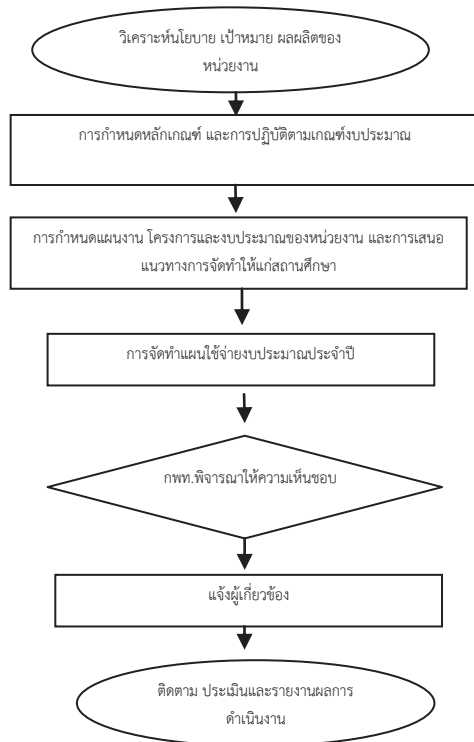 วิเคราะห์นโยบาย เป้าหมาย ผลผลิตของ
หน่วยงาน
การกำหนดหลักเกณฑ์ และการปฏิบัติตามเกณฑ์งบประมาณ
การกำหนดแผนงาน โครงการและงบประมาณของหน่วยงาน และการเสนอ
แนวทางการจัดทำให้แก่สถานศึกษา
การจัดทำแผนใช้จ่ายงบประมาณประจำปี
กพท.พิจารณาให้ความเห็นชอบ
แจ้งผู้เกี่ยวข้อง
ติดตาม ประเมินและรายงานผลการ
ดำเนินงาน